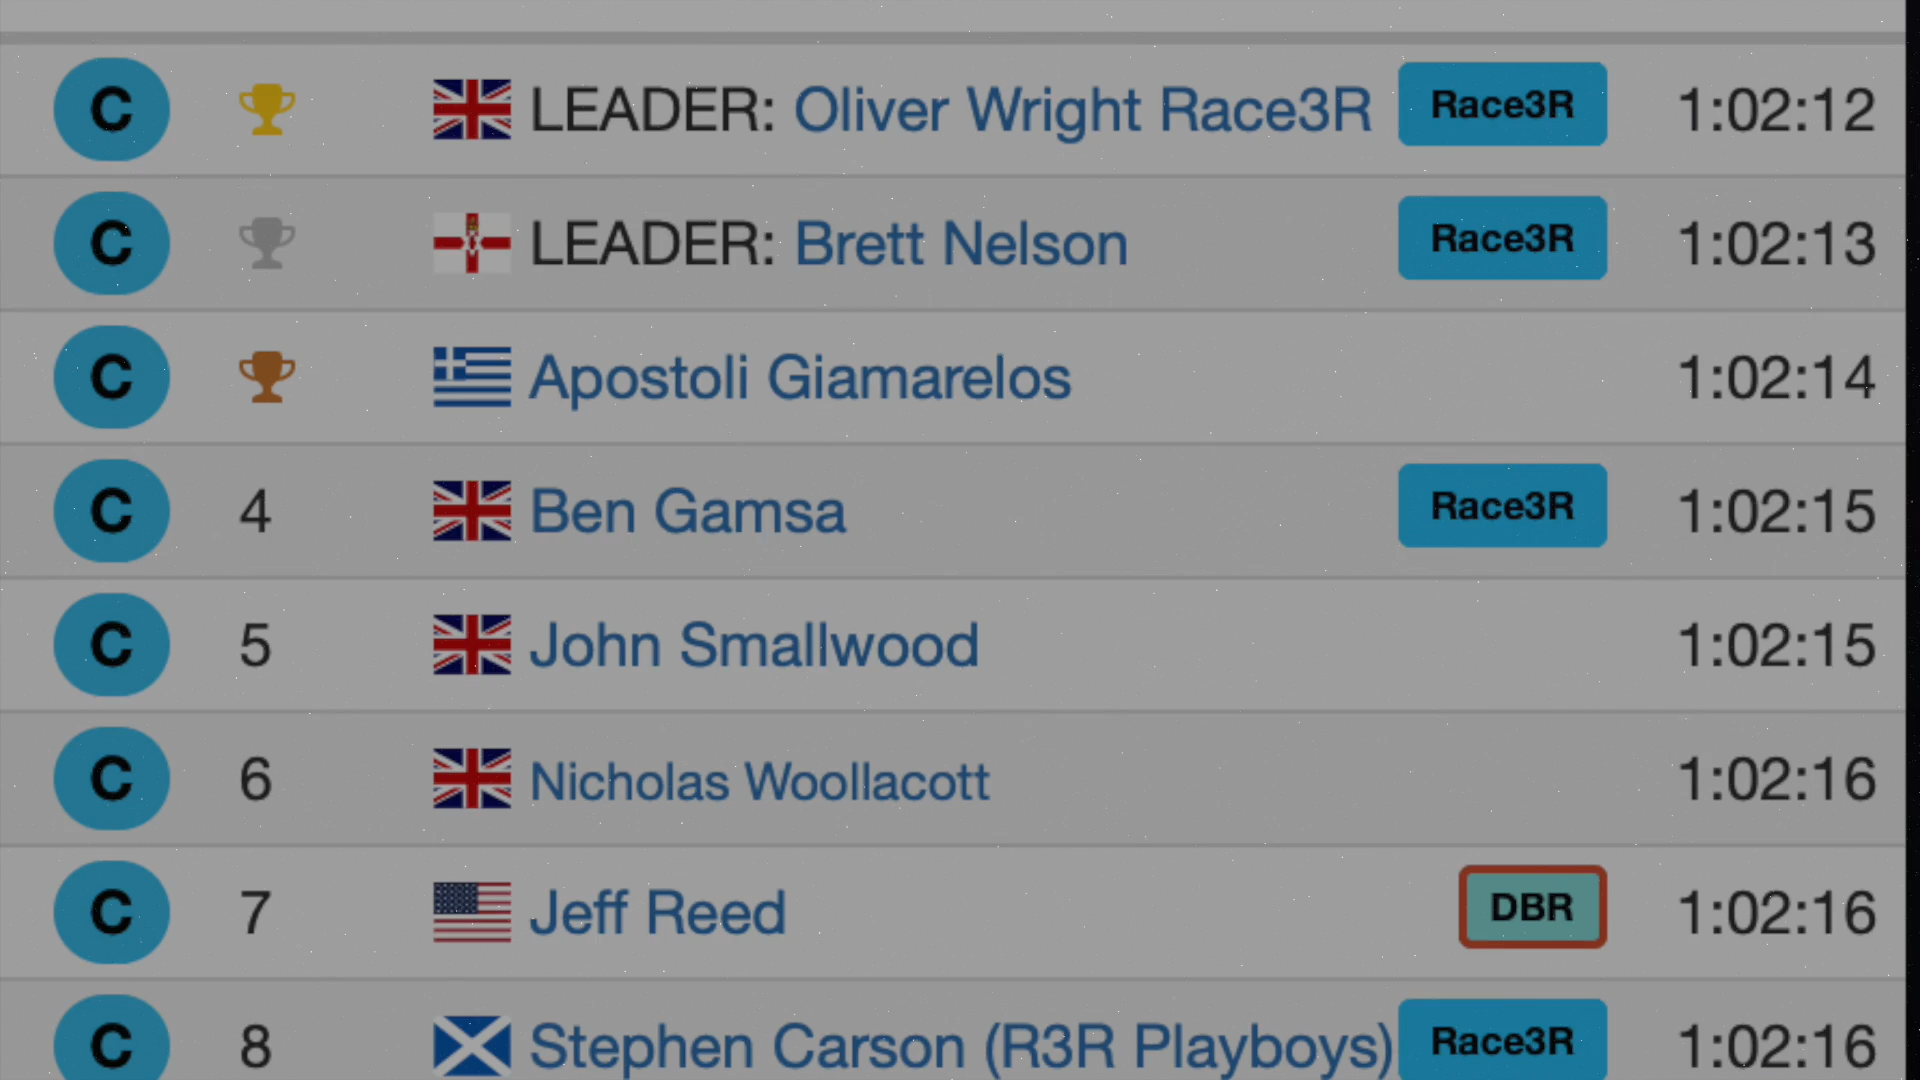 C LEADER: Oliver Wright Race3R Race3R 1:02:12
C LEADER: Brett Nelson Race3R 1:02:13
C Apostoli Giamarelos 1:02:14
C 4 Ben Gamsa Race3R 1:02:15
C 5 John Smallwood 1:02:15
C 6 Nicholas Woollacott 1:02:16
C 7 Jeff Reed DBR 1:02:16
C 8 Stephen Carson (R3R Playboys) Race3R 1:02:16